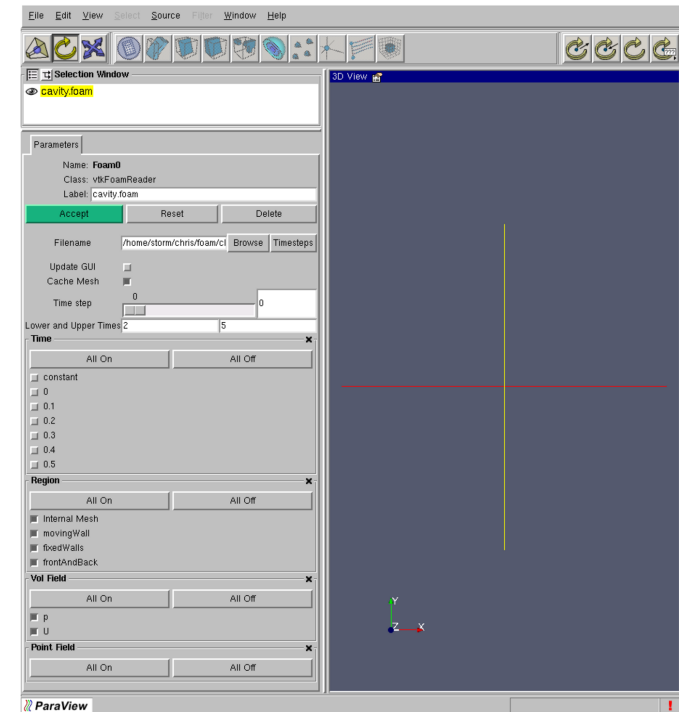 File Edit View Select Source Filter Window Help
Selection Window
3D View
cavity.foam
Parameters
Name: Foam0
Class: vtkFoamReader
Label: cavity.foam
Accept Reset Delete
Filename /home/storm/chris/foam/cl Browse Timesteps
Update GUI
Cache Mesh
0
Time step 0
Lower and Upper Times 2 5
Time
All On All Off
constant
0
0.1
0.2
0.3
0.4
0.5
Region
All On All Off
Internal Mesh
movingWall
fixedWalls
frontAndBack
Vol Field
All On All Off
p
U
Point Field
All On All Off
Y
Z X
ParaView !